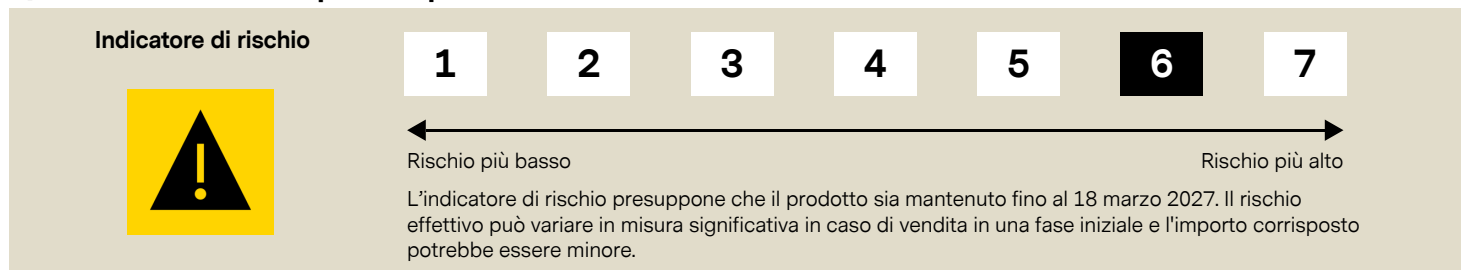 Indicatore di rischio
1 2 3 4 5 6 7
Rischio più basso Rischio più alto
L'indicatore di rischio presuppone che il prodotto sia mantenuto fino al 18 marzo 2027. Il rischio
effettivo può variare in misura significativa in caso di vendita in una fase iniziale e l'importo corrisposto
potrebbe essere minore.